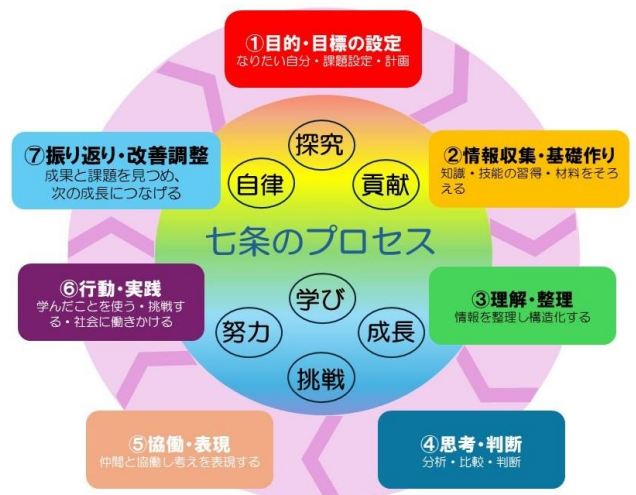 ①目的・目標の設定
なりたい自分・課題設定・計画
②情報収集・基礎作り
知識・技能の習得・材料をそろ
える
③理解・整理
情報を整理し構造化する
④思考・判断
分析・比較・判断
⑤協働・表現
仲間と協働し考えを表現する
⑥行動・実践
学んだことを使う・挑戦す
る・社会に働きかける
⑦振り返り・改善調整
成果と課題を見つめ、
次の成長につなげる
探究
自律
貢献
七条のプロセス
学び
努力
成長
挑戦